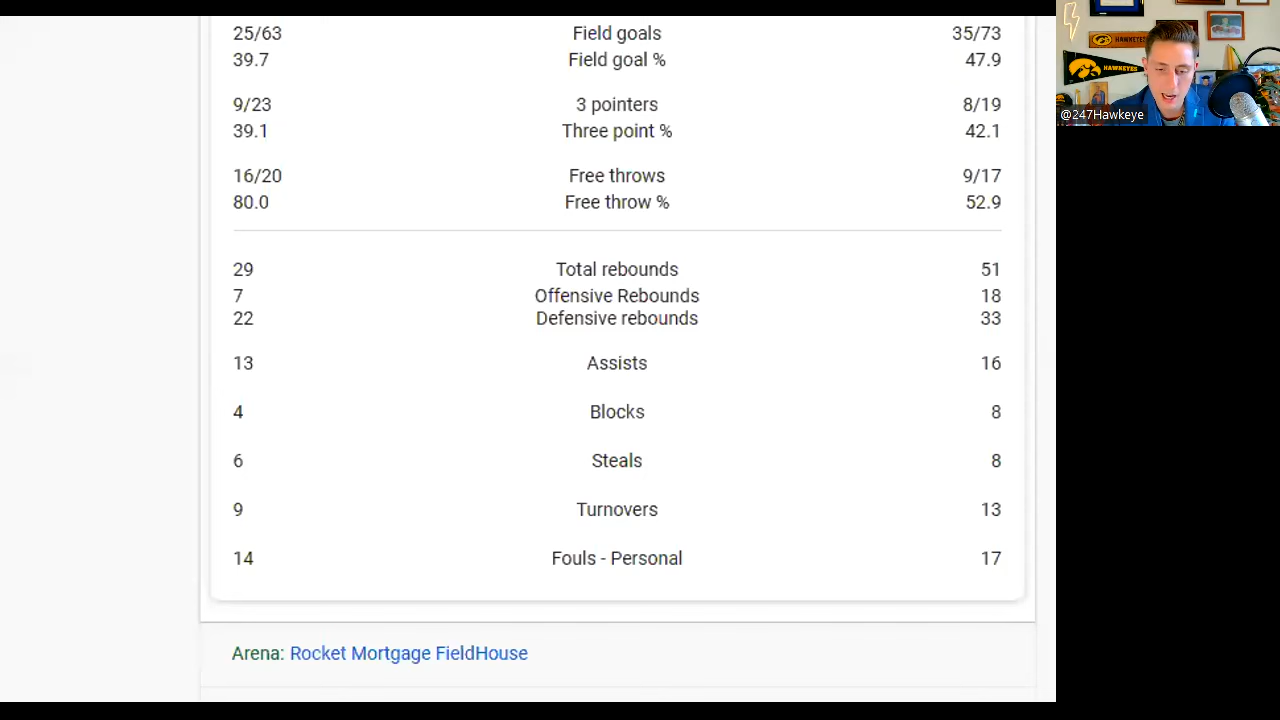 25/63 Field goals 35/73
39.7 Field goal % 47.9
9/23 3 pointers 8/19
39.1 Three point % 42.1
16/20 Free throws 9/17
80.0 Free throw % 52.9
29 Total rebounds 51
7 Offensive Rebounds 18
22 Defensive rebounds 33
13 Assists 16
4 Blocks 8
6 Steals 8
9 Turnovers 13
14 Fouls - Personal 17
Arena: Rocket Mortgage FieldHouse
HAWKEYE
HAWKEYES
@247Hawkeye